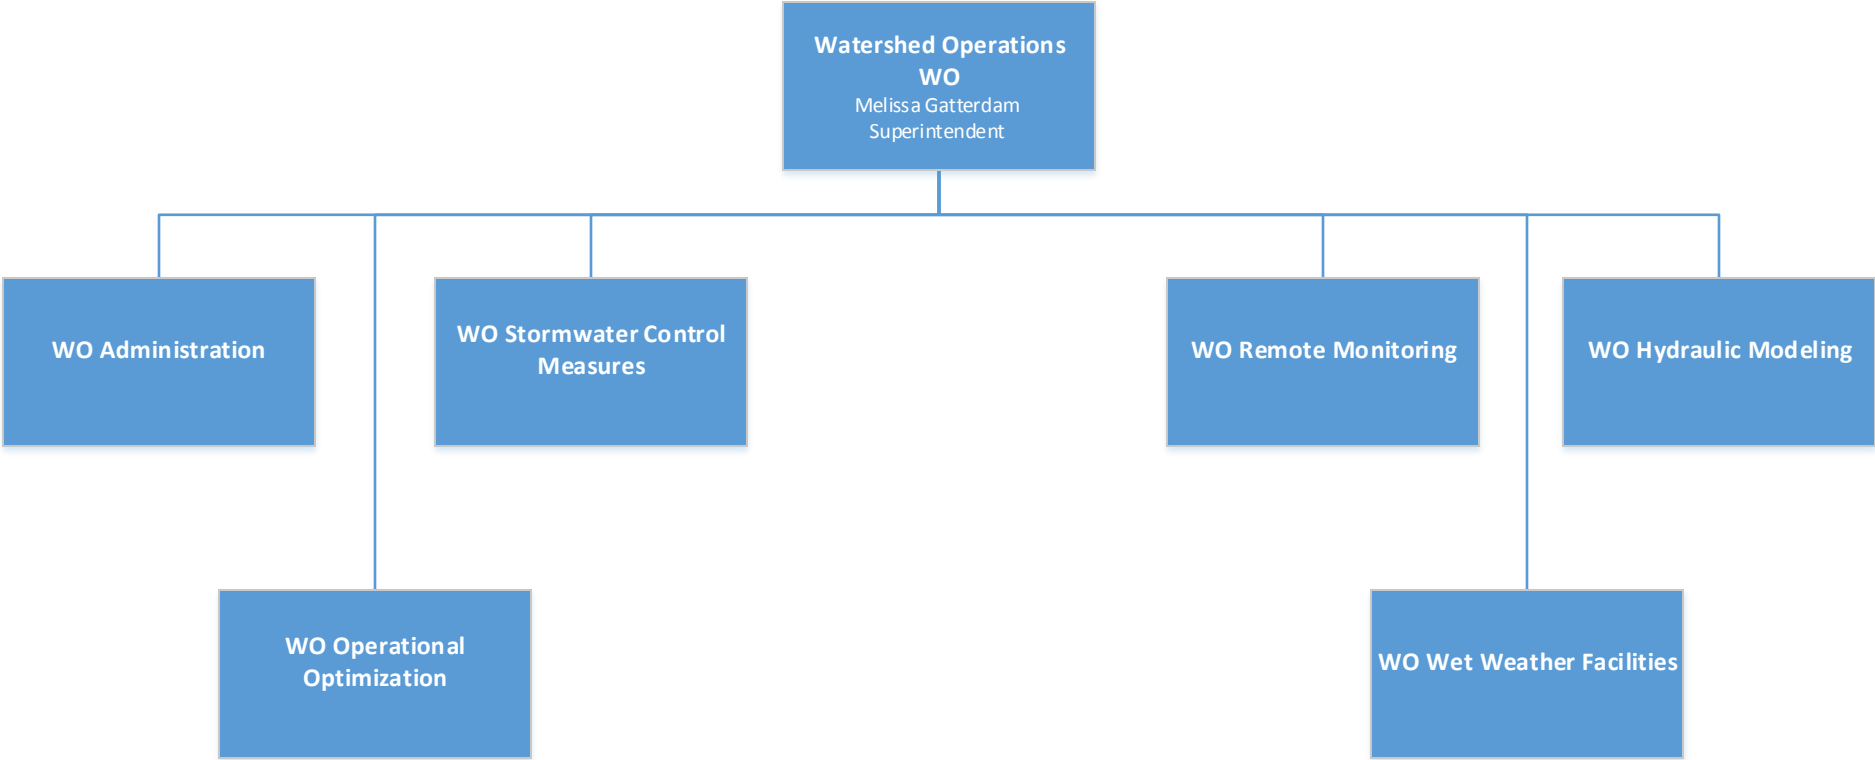 Watershed Operations
WO
Melissa Gatterdam
Superintendent
WO Administration
WO Stormwater Control
Measures
WO Remote Monitoring
WO Hydraulic Modeling
WO Operational
Optimization
WO Wet Weather Facilities